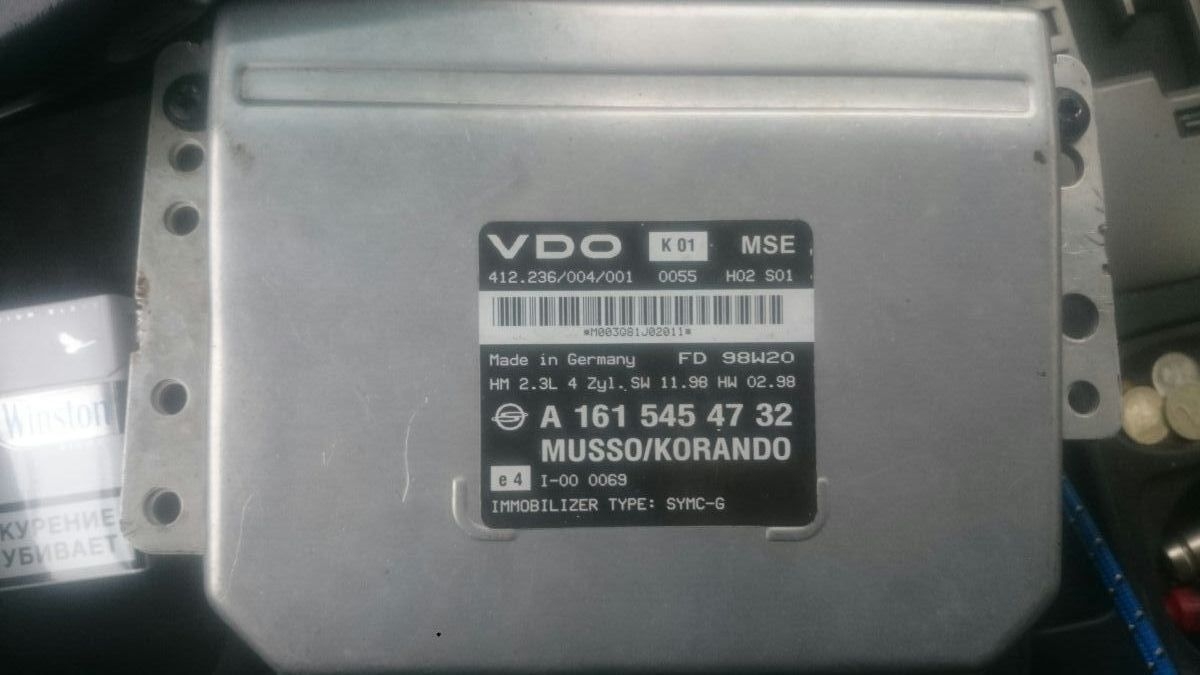 VDO K 01 MSE
412.236/004/001 0055 H02 S01
*M003G81J02011*
Made in Germany FD 98W20
HM 2.3L 4 Zyl. SW 11.98 HW 02.98
A 161 545 47 32
MUSSO/KORANDO
e4 I-00 0069
IMMOBILIZER TYPE: SYMC-G
Winston
КУРЕНИЕ
УБИВАЕТ